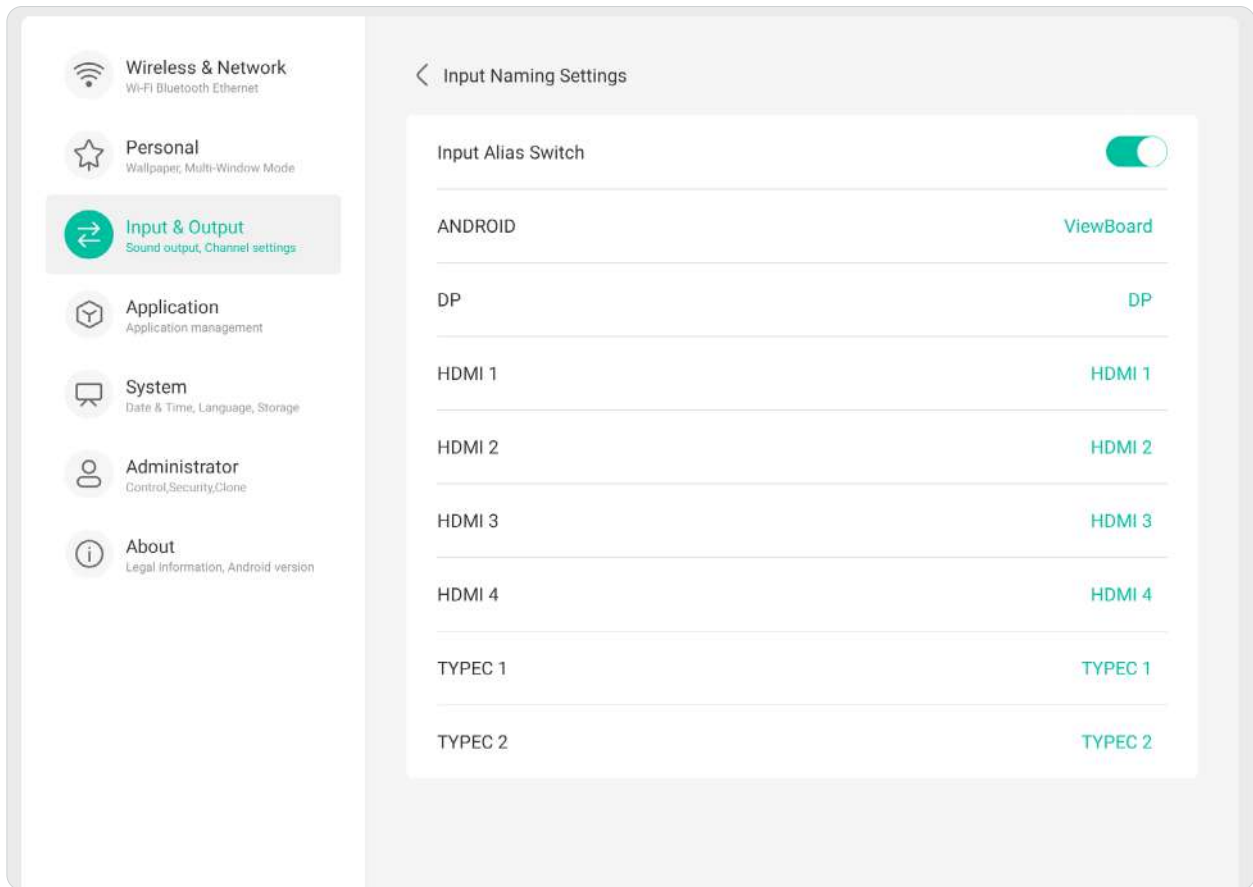 Wireless & Network
Wi-Fi Bluetooth Ethernet
Personal
Wallpaper, Multi-Window Mode
Input & Output
Sound output, Channel settings
Application
Application management
System
Date & Time, Language, Storage
Administrator
Control,Security,Clone
About
Legal information, Android version
Input Naming Settings
Input Alias Switch
ANDROID ViewBoard
DP DP
HDMI 1 HDMI 1
HDMI 2 HDMI 2
HDMI 3 HDMI 3
HDMI 4 HDMI 4
TYPEC 1 TYPEC 1
TYPEC 2 TYPEC 2